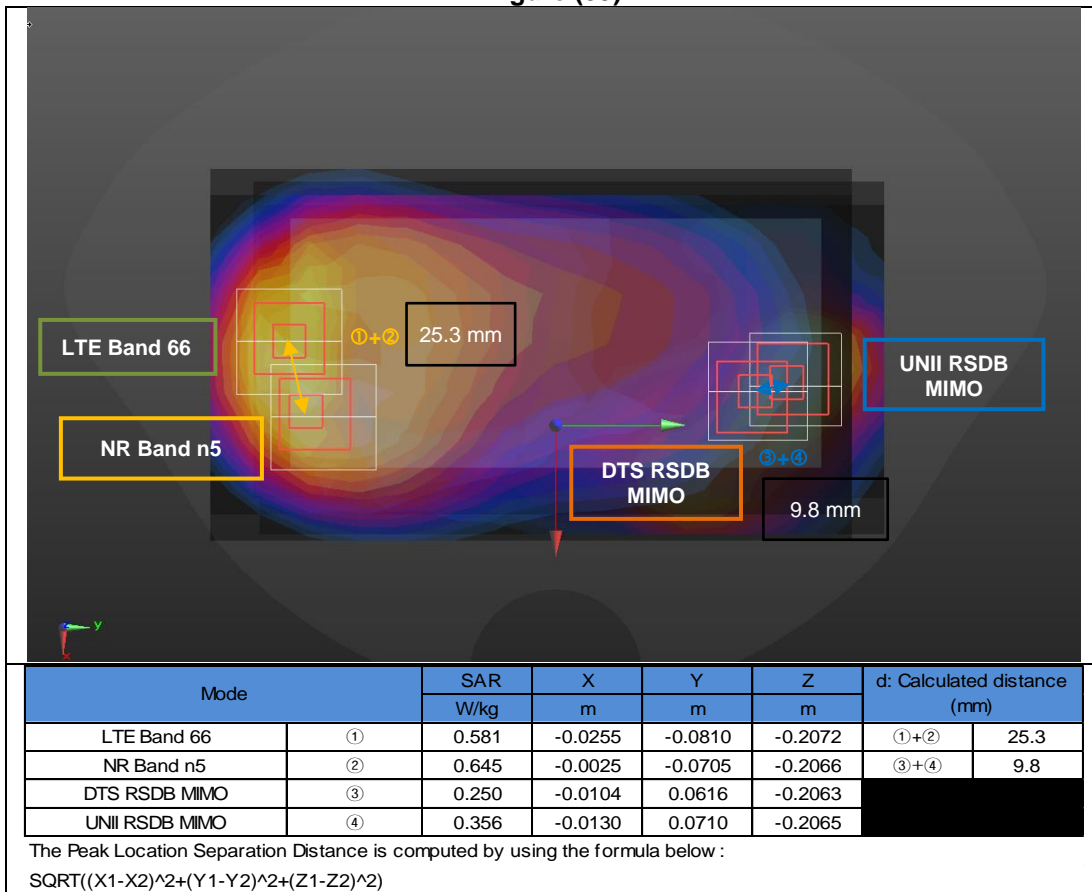 LTE Band 66
①+②
25.3 mm
UNII RSDB
MIMO
NR Band n5
DTS RSDB
MIMO
③+④
9.8 mm
y
x
Mode SAR X Y Z d: Calculated distance
(mm)
W/kg m m m
LTE Band 66 ① 0.581 -0.0255 -0.0810 -0.2072 ①+② 25.3
NR Band n5 ② 0.645 -0.0025 -0.0705 -0.2066 ③+④ 9.8
DTS RSDB MIMO ③ 0.250 -0.0104 0.0616 -0.2063
UNII RSDB MIMO ④ 0.356 -0.0130 0.0710 -0.2065
The Peak Location Separation Distance is computed by using the formula below :
SQRT((X1-X2)^2+(Y1-Y2)^2+(Z1-Z2)^2)